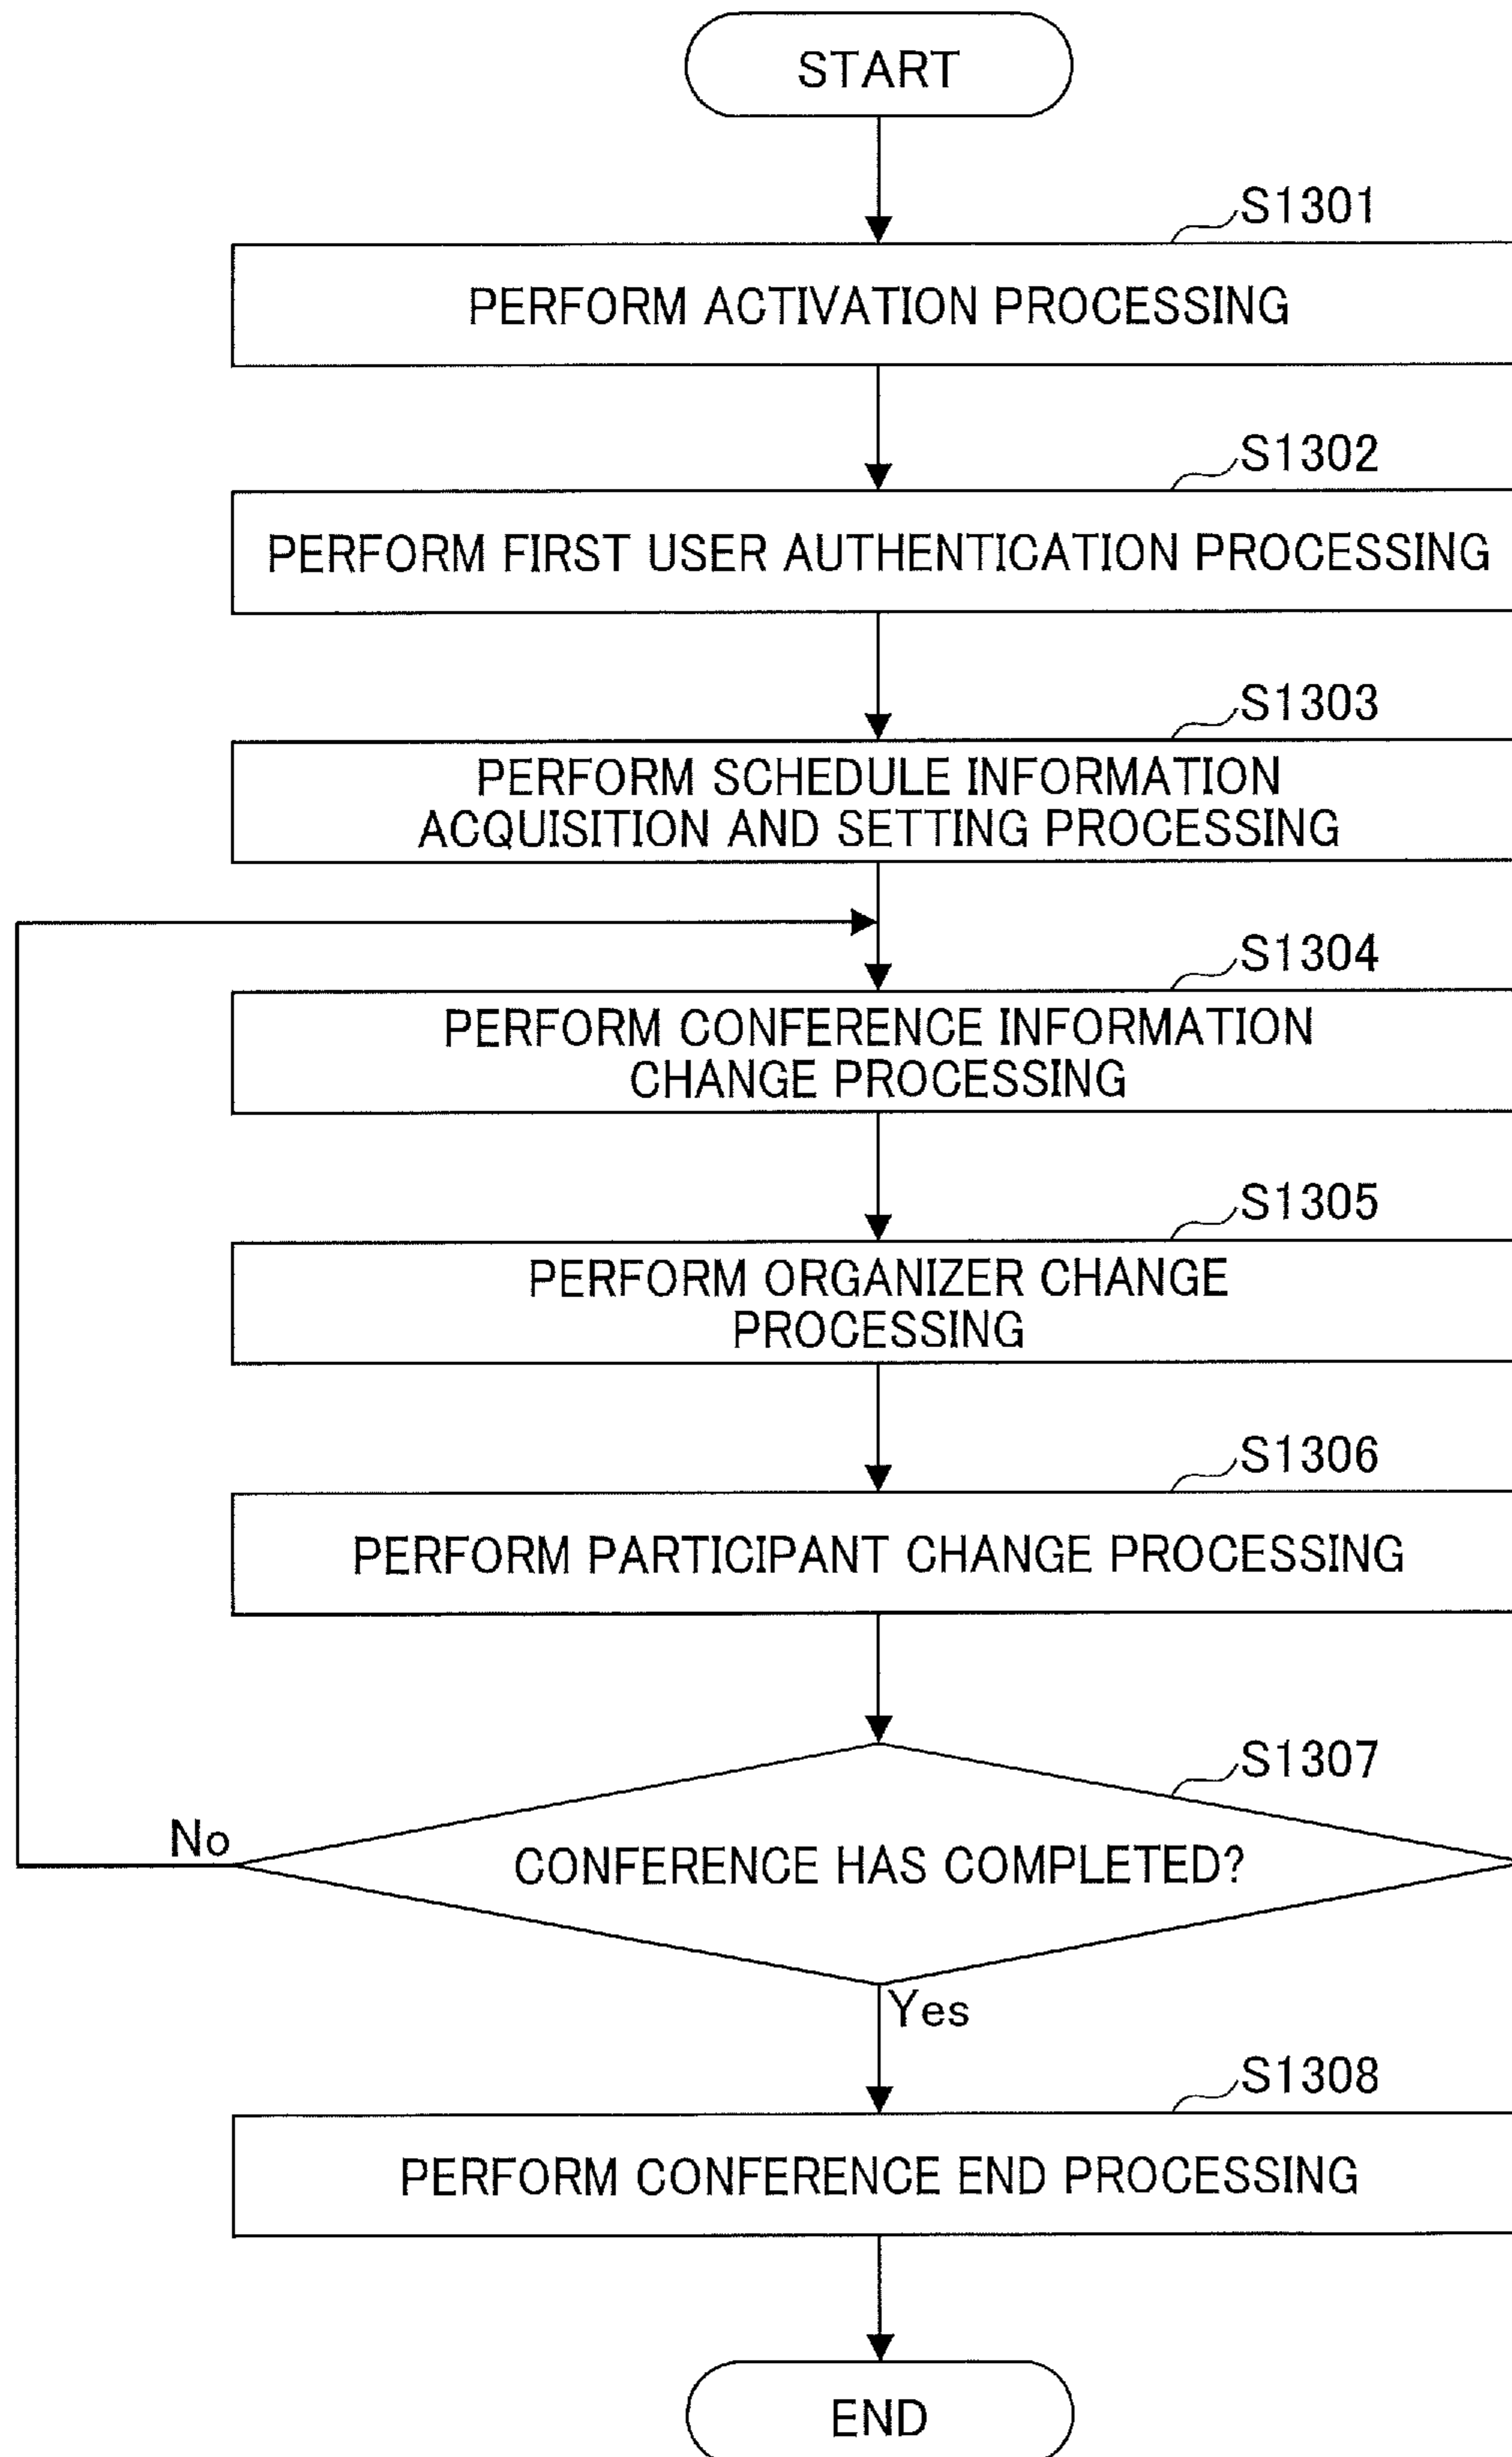 START
S1301
PERFORM ACTIVATION PROCESSING
S1302
PERFORM FIRST USER AUTHENTICATION PROCESSING
S1303
PERFORM SCHEDULE INFORMATION
ACQUISITION AND SETTING PROCESSING
S1304
PERFORM CONFERENCE INFORMATION
CHANGE PROCESSING
S1305
PERFORM ORGANIZER CHANGE
PROCESSING
S1306
PERFORM PARTICIPANT CHANGE PROCESSING
S1307
No
CONFERENCE HAS COMPLETED?
Yes
S1308
PERFORM CONFERENCE END PROCESSING
END